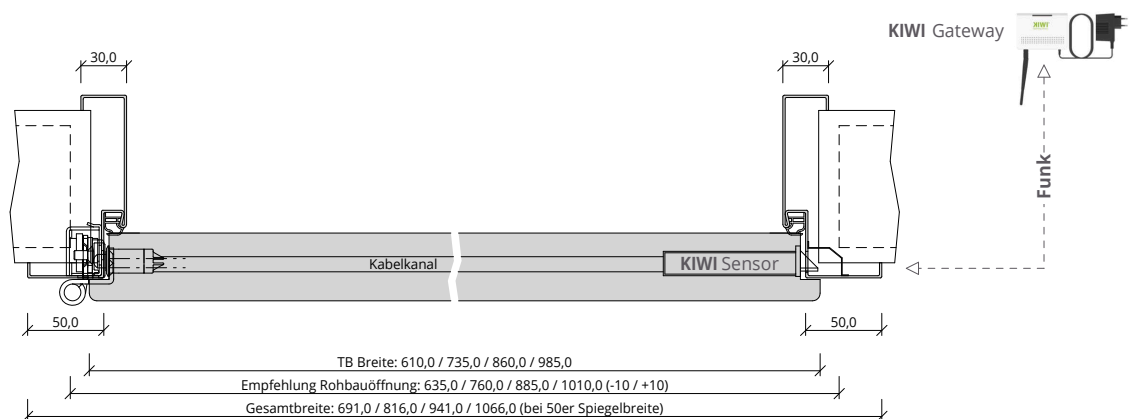 KIWI Gateway
KIWI
30,0
30,0
Funk
Kabelkanal
KIWI Sensor
50,0
50,0
TB Breite: 610,0 / 735,0 / 860,0 / 985,0
Empfehlung Rohbauöffnung: 635,0 / 760,0 / 885,0 / 1010,0 (-10 / +10)
Gesamtbreite: 691,0 / 816,0 / 941,0 / 1066,0 (bei 50er Spiegelbreite)